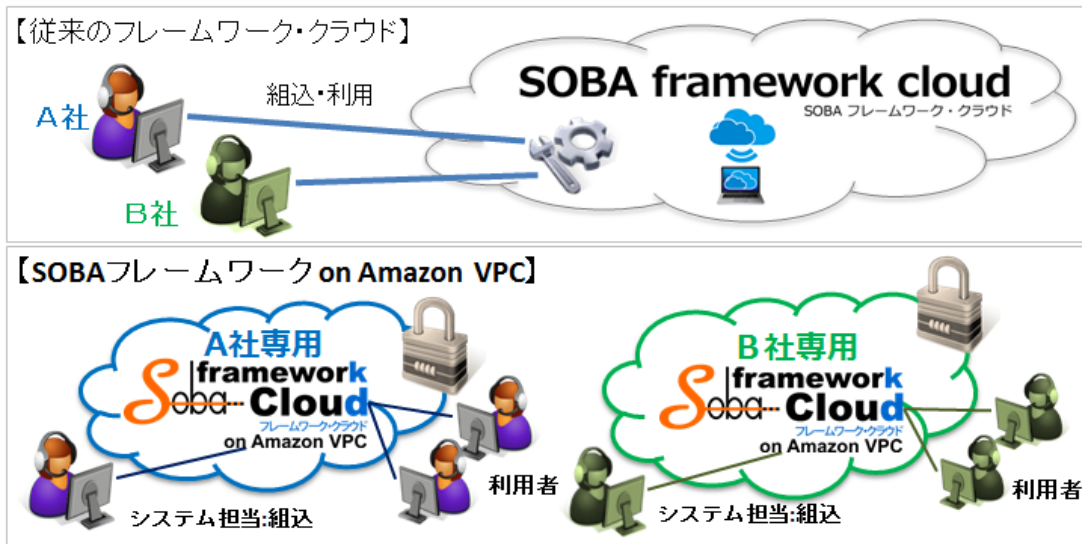 【従来のフレームワーク・クラウド】
SOBA framework cloud
SOBA フレームワーク・クラウド
組込・利用
A社
B社
【SOBAフレームワーク on Amazon VPC】
A社専用
Soba framework
Cloud
フレームワーク・クラウド
on Amazon VPC
利用者
システム担当:組込
B社専用
Soba framework
Cloud
フレームワーク・クラウド
on Amazon VPC
利用者
システム担当:組込